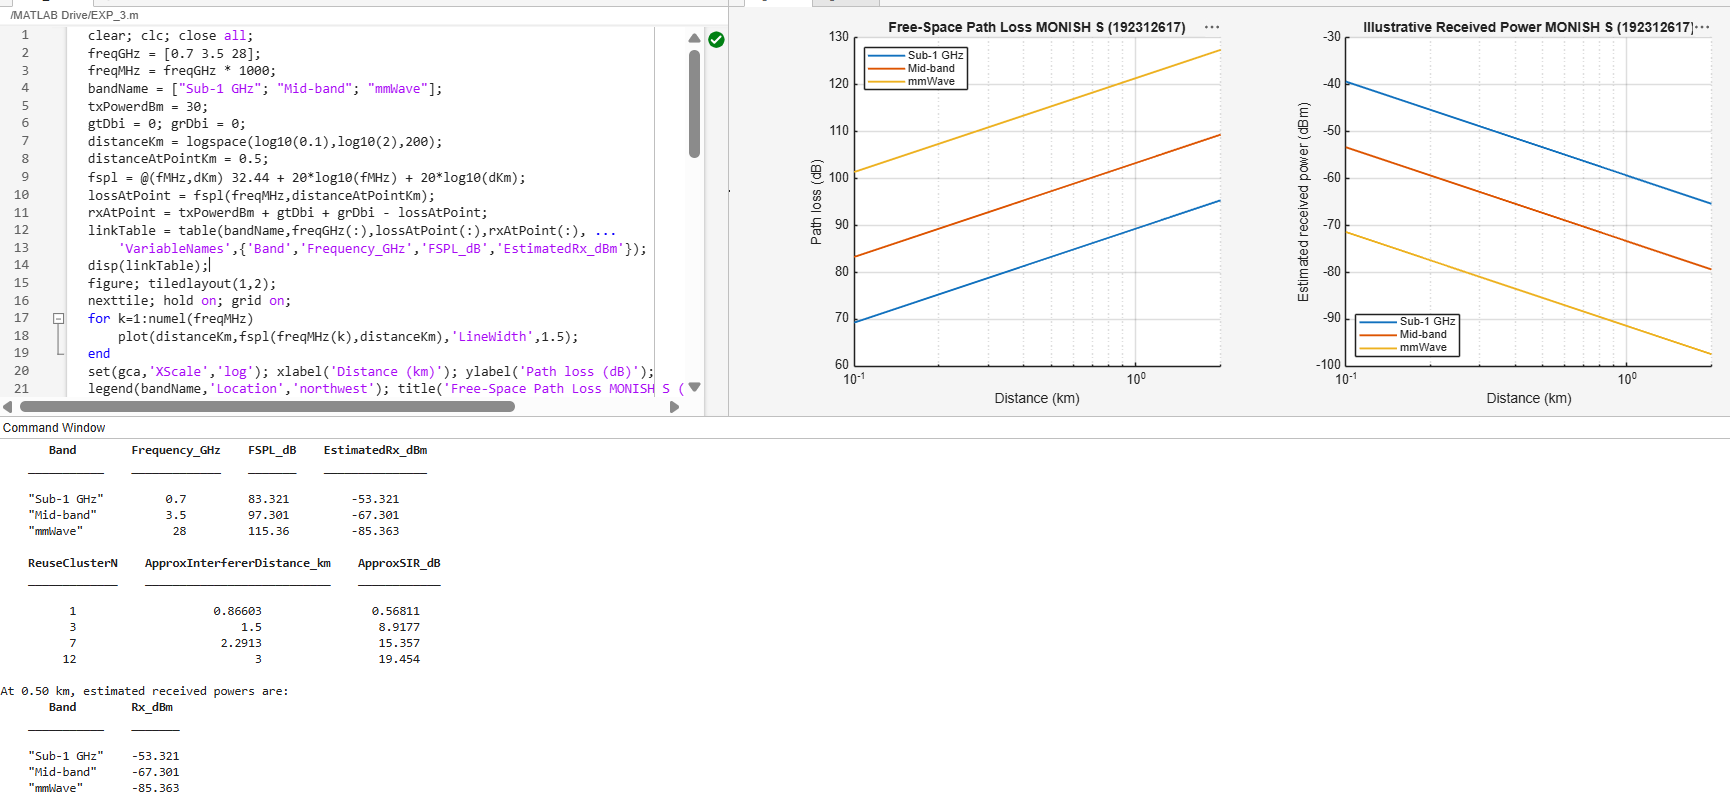 /MATLAB Drive/EXP_3.m
1 clear; clc; close all;
2 freqGHz = [0.7 3.5 28];
3 freqMHz = freqGHz * 1000;
4 bandName = ["Sub-1 GHz"; "Mid-band"; "mmWave"];
5 txPowerdBm = 30;
6 gtDbi = 0; grDbi = 0;
7 distanceKm = logspace(log10(0.1),log10(2),200);
8 distanceAtPointKm = 0.5;
9 fspl = @(fMHz,dKm) 32.44 + 20*log10(fMHz) + 20*log10(dKm);
10 lossAtPoint = fspl(freqMHz,distanceAtPointKm);
11 rxAtPoint = txPowerdBm + gtDbi + grDbi - lossAtPoint;
12 linkTable = table(bandName,freqGHz(:),lossAtPoint(:),rxAtPoint(:), ...
13 'VariableNames',{'Band','Frequency_GHz','FSPL_dB','EstimatedRx_dBm'});
14 disp(linkTable);
15 figure; tiledlayout(1,2);
16 nexttile; hold on; grid on;
17 for k=1:numel(freqMHz)
18 plot(distanceKm,fspl(freqMHz(k),distanceKm),'LineWidth',1.5);
19 end
20 set(gca,'XScale','log'); xlabel('Distance (km)'); ylabel('Path loss (dB)');
21 legend(bandName,'Location','northwest'); title('Free-Space Path Loss MONISH S (
Free-Space Path Loss MONISH S (192312617)
Path loss (dB)
130
120
110
100
90
80
70
60
Sub-1 GHz
Mid-band
mmWave
10-1
100
Distance (km)
Illustrative Received Power MONISH S (192312617)
Estimated received power (dBm)
-30
-40
-50
-60
-70
-80
-90
-100
Sub-1 GHz
Mid-band
mmWave
10-1
100
Distance (km)
Command Window
Band Frequency_GHz FSPL_dB EstimatedRx_dBm
"Sub-1 GHz" 0.7 83.321 -53.321
"Mid-band" 3.5 97.301 -67.301
"mmWave" 28 115.36 -85.363
ReuseClusterN ApproxInterfererDistance_km ApproxSIR_dB
1 0.86603 0.56811
3 1.5 8.9177
7 2.2913 15.357
12 3 19.454
At 0.50 km, estimated received powers are:
Band Rx_dBm
"Sub-1 GHz" -53.321
"Mid-band" -67.301
"mmWave" -85.363